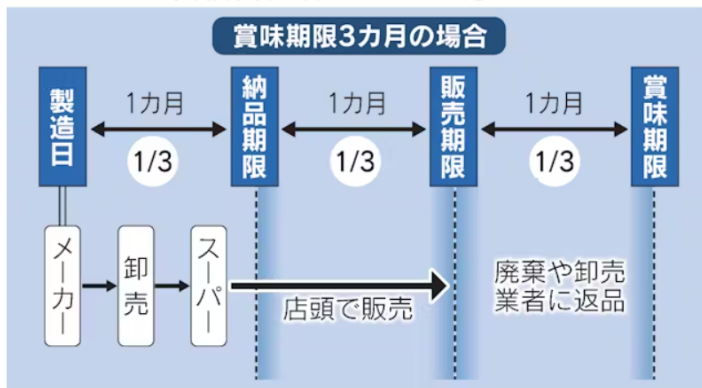 賞味期限3カ月の場合
製造日
1カ月
1/3
納品期限
1カ月
1/3
販売期限
1カ月
1/3
賞味期限
メーカー
卸売
スーパー
店頭で販売
廃棄や卸売
業者に返品